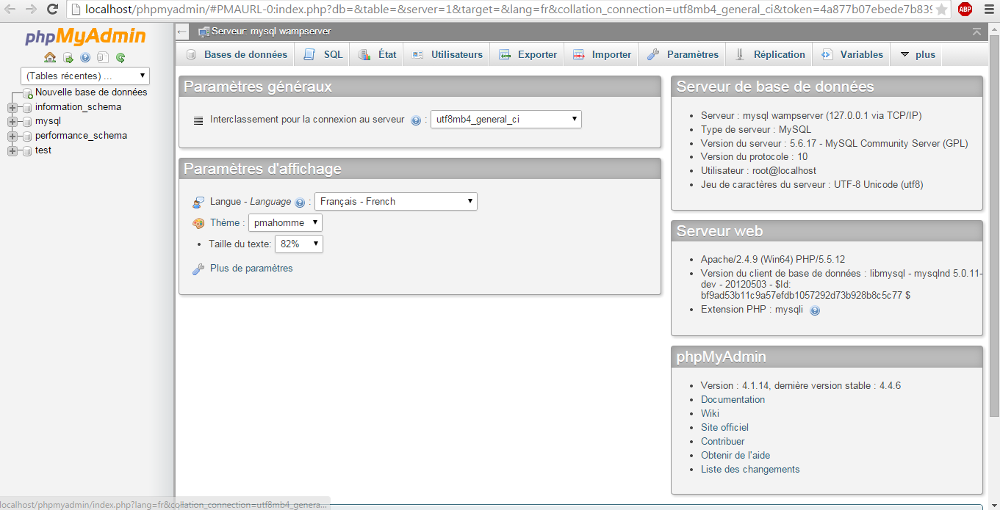 localhost/phpmyadmin/#PMAURL-0:index.php?db=&table=&server=1&target=&lang=fr&collation_connection=utf8mb4_general_ci&token=4a877b07ebede7b839
ABP
phpMyAdmin
(Tables récentes) ...
Nouvelle base de données
information_schema
mysql
performance_schema
test
Serveur: mysql wampserver
Bases de données SQL État Utilisateurs Exporter Importer Paramètres Réplication Variables plus
Paramètres généraux
Interclassement pour la connexion au serveur : utf8mb4_general_ci
Paramètres d'affichage
Langue - Language : Français - French
Thème : pmahomme
Taille du texte: 82%
Plus de paramètres
Serveur de base de données
Serveur : mysql wampserver (127.0.0.1 via TCP/IP)
Type de serveur : MySQL
Version du serveur : 5.6.17 - MySQL Community Server (GPL)
Version du protocole : 10
Utilisateur : root@localhost
Jeu de caractères du serveur : UTF-8 Unicode (utf8)
Serveur web
Apache/2.4.9 (Win64) PHP/5.5.12
Version du client de base de données : libmysql - mysqlnd 5.0.11-
dev - 20120503 - $Id:
bf9ad53b11c9a57efdb1057292d73b928b8c5c77 $
Extension PHP : mysqli
phpMyAdmin
Version : 4.1.14, dernière version stable : 4.4.6
Documentation
Wiki
Site officiel
Contribuer
Obtenir de l'aide
Liste des changements
localhost/phpmyadmin/index.php?lang=fr&collation_connection=utf8mb4_genera...